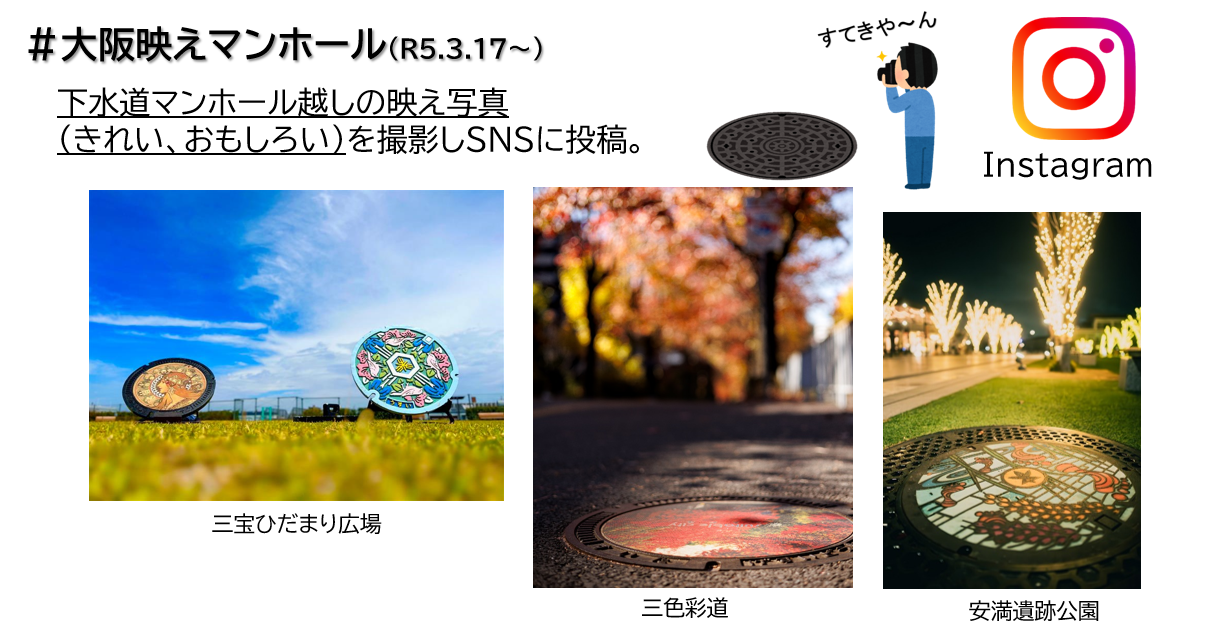 ＃大阪映えマンホール（R5.3.17～）
下水道マンホール越しの映え写真
（きれい、おもしろい）を撮影しSNSに投稿。
すてきや～ん
Instagram
三宝ひだまり広場
三色彩道
安満遺跡公園